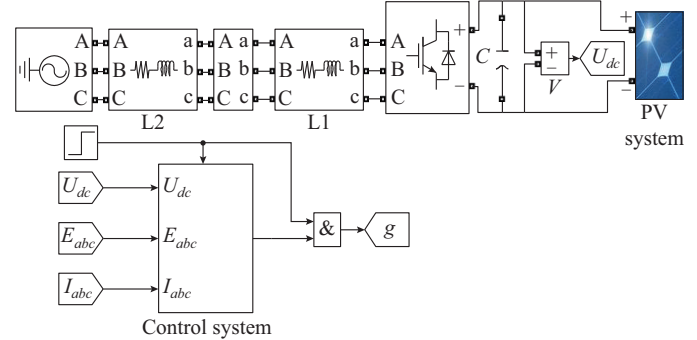 A A a A a A +
B B b B b B
C C c C c C −
L2 L1
C
+
−
V
U_dc
+
−
PV
system
U_dc U_dc
E_abc E_abc
I_abc I_abc
& g
Control system